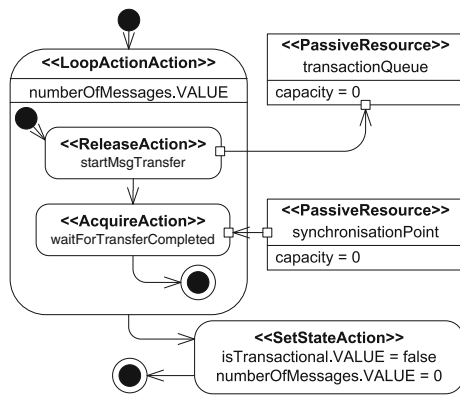 <<LoopActionAction>>
numberOfMessages.VALUE
<<ReleaseAction>>
startMsgTransfer
<<AcquireAction>>
waitForTransferCompleted
<<PassiveResource>>
transactionQueue
capacity = 0
<<PassiveResource>>
synchronisationPoint
capacity = 0
<<SetStateAction>>
isTransactional.VALUE = false
numberOfMessages.VALUE = 0